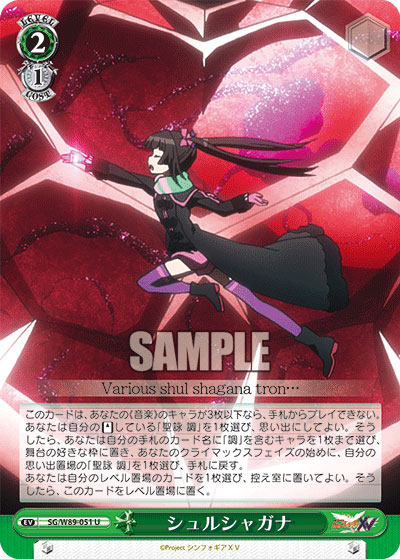 LEVEL
2
1
COST
SAMPLE
Various shul shagana tron…
このカードは、あなたの《音楽》のキャラが3枚以下なら、手札からプレイできない。
あなたは自分の[*]している「聖詠 調」を1枚選び、思い出にしてよい。そう
したら、あなたは自分の手札のカード名に「調」を含むキャラを1枚まで選び、
舞台の好きな枠に置き、あなたのクライマックスフェイズの始めに、自分の
思い出置場の「聖詠 調」を1枚選び、手札に戻す。
あなたは自分のレベル置場のカードを1枚選び、控え室に置いてよい。そう
したら、このカードをレベル置場に置く。
EV
SG/W89-051 U
シュルシャガナ
XV
©Project シンフォギアＸＶ